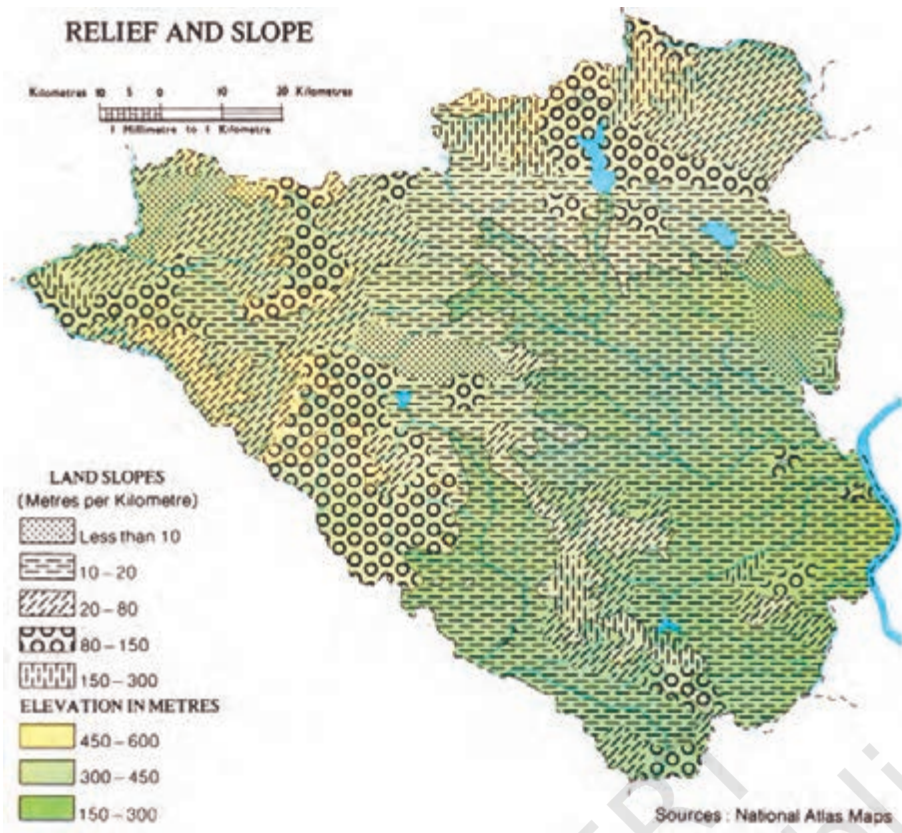 RELIEF AND SLOPE
Kilometres 10 5 0 10 20 Kilometres
1 Millimetre to 1 Kilometre
LAND SLOPES
(Metres per Kilometre)
Less than 10
10–20
20–80
80–150
150–300
ELEVATION IN METRES
450–600
300–450
150–300
Sources : National Atlas Maps